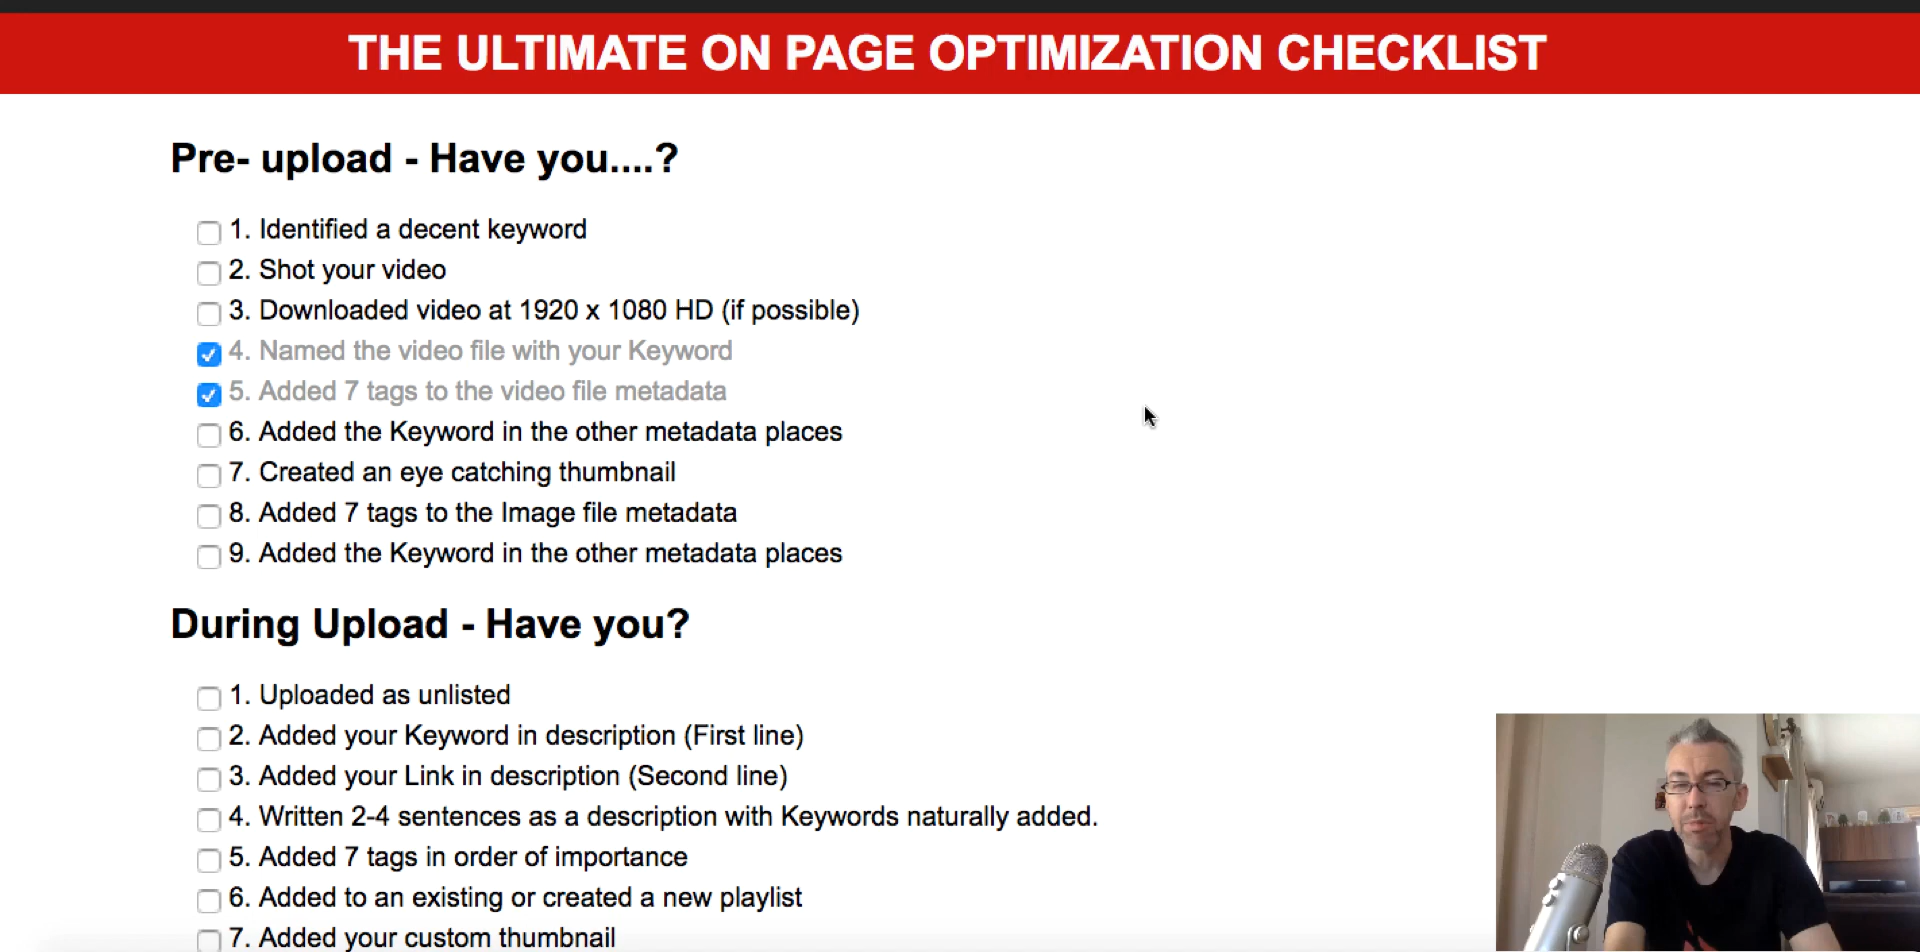 THE ULTIMATE ON PAGE OPTIMIZATION CHECKLIST
Pre- upload - Have you....?
1. Identified a decent keyword
2. Shot your video
3. Downloaded video at 1920 x 1080 HD (if possible)
4. Named the video file with your Keyword
5. Added 7 tags to the video file metadata
6. Added the Keyword in the other metadata places
7. Created an eye catching thumbnail
8. Added 7 tags to the Image file metadata
9. Added the Keyword in the other metadata places
During Upload - Have you?
1. Uploaded as unlisted
2. Added your Keyword in description (First line)
3. Added your Link in description (Second line)
4. Written 2-4 sentences as a description with Keywords naturally added.
5. Added 7 tags in order of importance
6. Added to an existing or created a new playlist
7. Added your custom thumbnail